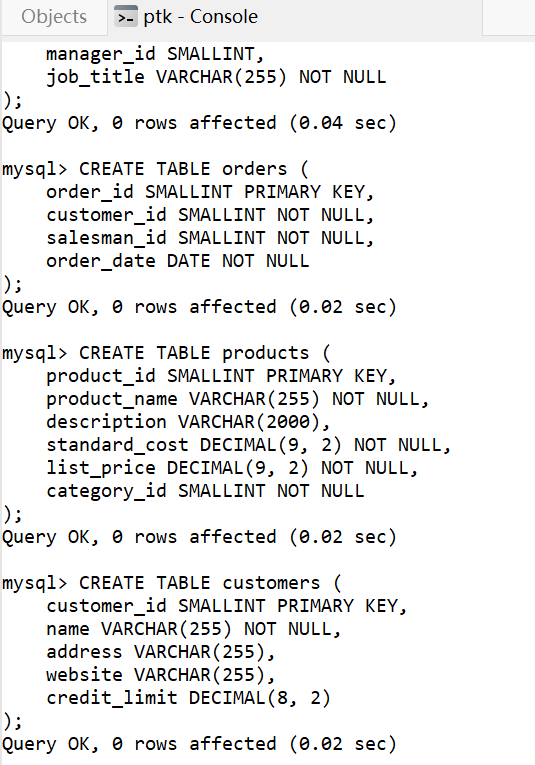 Objects
>_ ptk - Console
manager_id SMALLINT,
job_title VARCHAR(255) NOT NULL
);
Query OK, 0 rows affected (0.04 sec)
mysql> CREATE TABLE orders (
order_id SMALLINT PRIMARY KEY,
customer_id SMALLINT NOT NULL,
salesman_id SMALLINT NOT NULL,
order_date DATE NOT NULL
);
Query OK, 0 rows affected (0.02 sec)
mysql> CREATE TABLE products (
product_id SMALLINT PRIMARY KEY,
product_name VARCHAR(255) NOT NULL,
description VARCHAR(2000),
standard_cost DECIMAL(9, 2) NOT NULL,
list_price DECIMAL(9, 2) NOT NULL,
category_id SMALLINT NOT NULL
);
Query OK, 0 rows affected (0.02 sec)
mysql> CREATE TABLE customers (
customer_id SMALLINT PRIMARY KEY,
name VARCHAR(255) NOT NULL,
address VARCHAR(255),
website VARCHAR(255),
credit_limit DECIMAL(8, 2)
);
Query OK, 0 rows affected (0.02 sec)